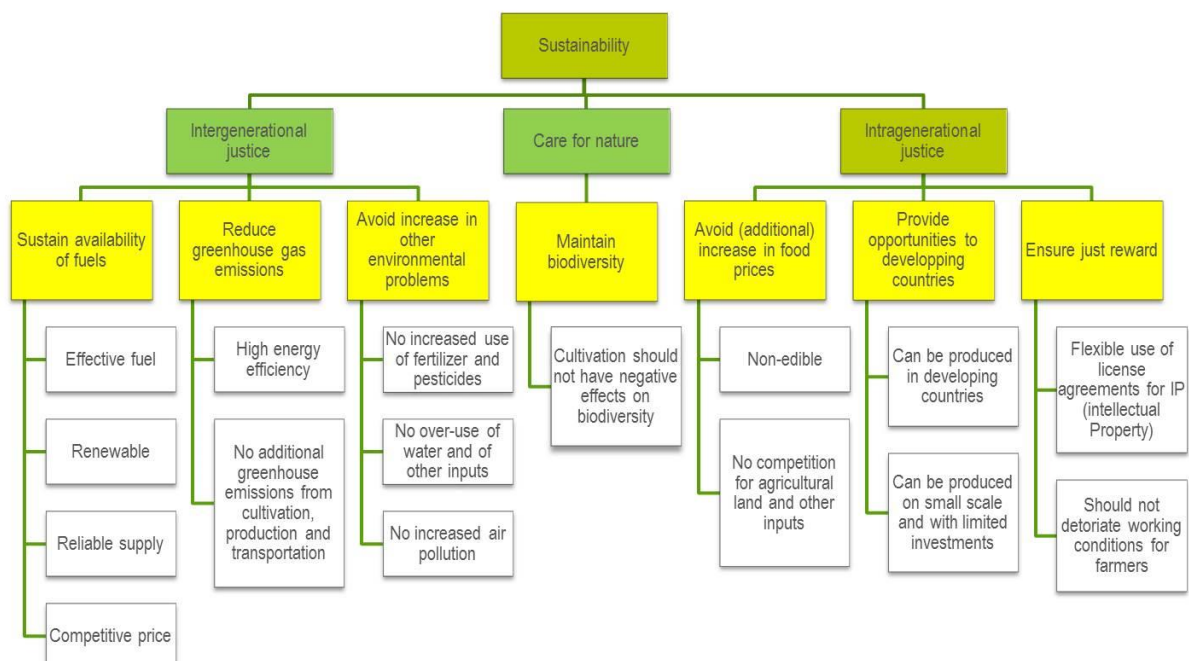 Sustainability
Intergenerational
justice
Care for nature
Intragenerational
justice
Sustain availability
of fuels
Reduce
greenhouse gas
emissions
Avoid increase in
other
environmental
problems
Maintain
biodiversity
Avoid (additional)
increase in food
prices
Provide
opportunities to
developping
countries
Ensure just reward
Effective fuel
Renewable
Reliable supply
Competitive price
High energy
efficiency
No additional
greenhouse
emissions from
cultivation,
production and
transportation
No increased use
of fertilizer and
pesticides
No over-use of
water and of
other inputs
No increased air
pollution
Cultivation should
not have negative
effects on
biodiversity
Non-edible
No competition
for agricultural
land and other
inputs
Can be produced
in developing
countries
Can be produced
on small scale
and with limited
investments
Flexible use of
license
agreements for IP
(intellectual
Property)
Should not
detoriate working
conditions for
farmers